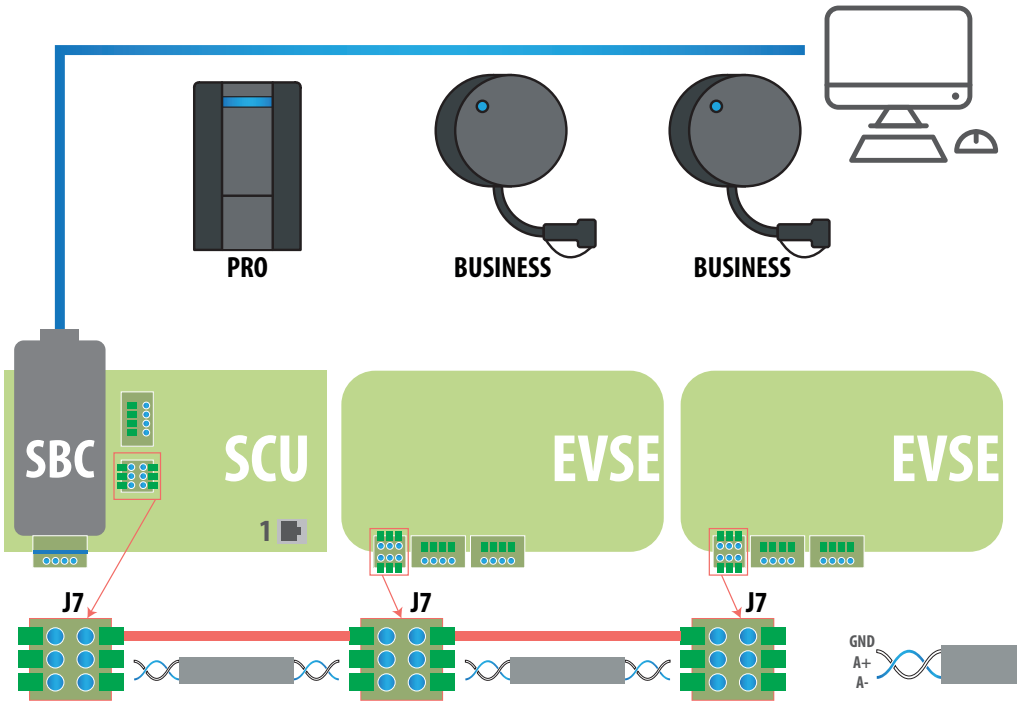 PRO
BUSINESS
BUSINESS
SBC
SCU
1
EVSE
EVSE
J7
J7
J7
GND
A+
A-